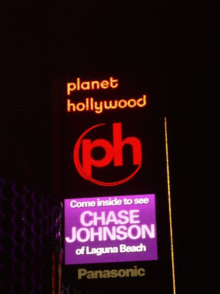 planet
hollywood
ph
Come inside to see
CHASE
JOHNSON
of Laguna Beach
Panasonic